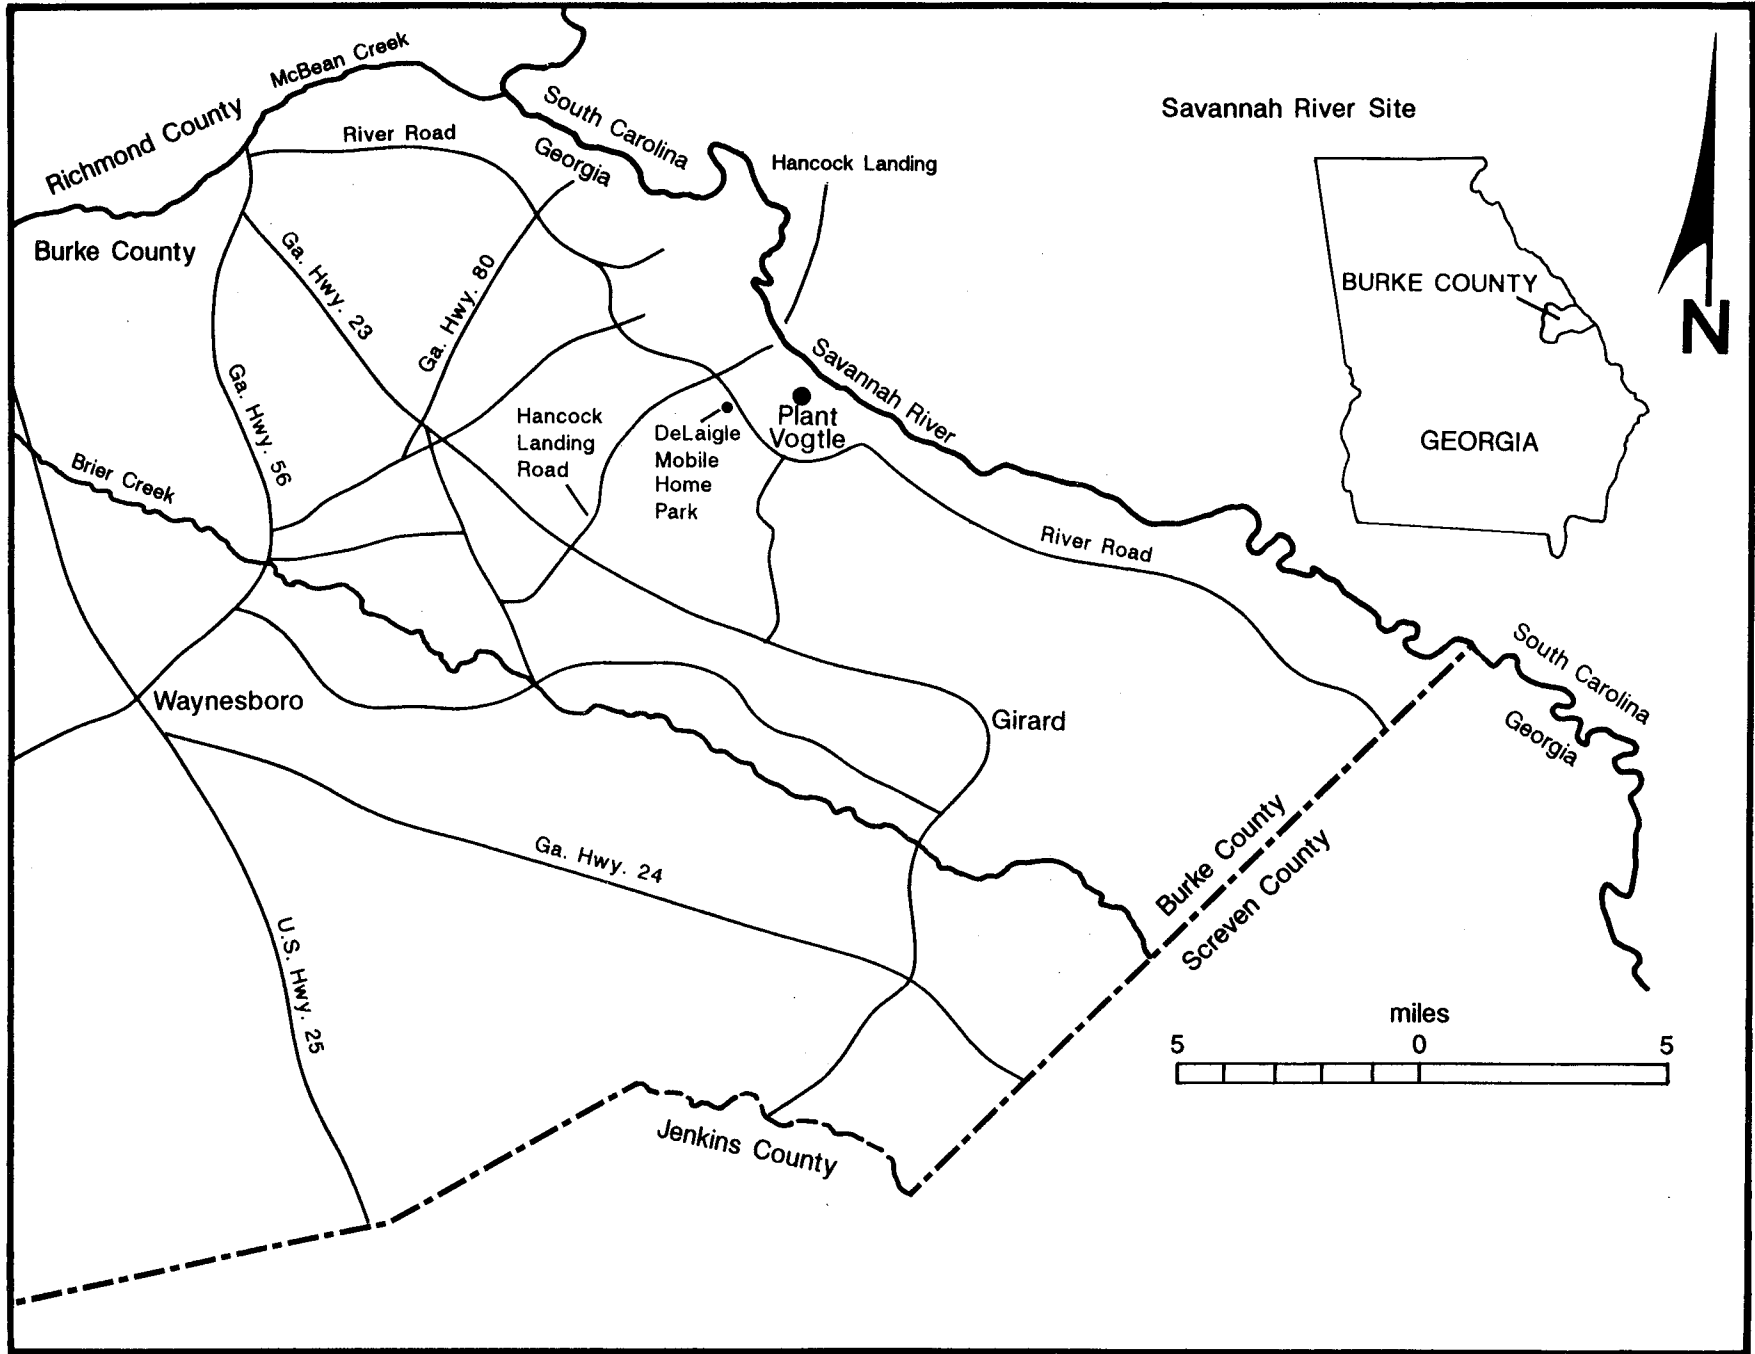 McBean Creek
Richmond County
River Road
South Carolina
Georgia
Savannah River Site
Hancock Landing
Burke County
Ga. Hwy. 23
Ga. Hwy. 80
BURKE COUNTY
GEORGIA
N
Ga. Hwy. 56
Savannah River
Hancock
Landing
Road
DeLaigle
Mobile
Home
Park
Plant
Vogtle
Brier Creek
River Road
South Carolina
Georgia
Waynesboro
Girard
Ga. Hwy. 24
Burke County
Screven County
U.S. Hwy. 25
miles
5 0 5
Jenkins County